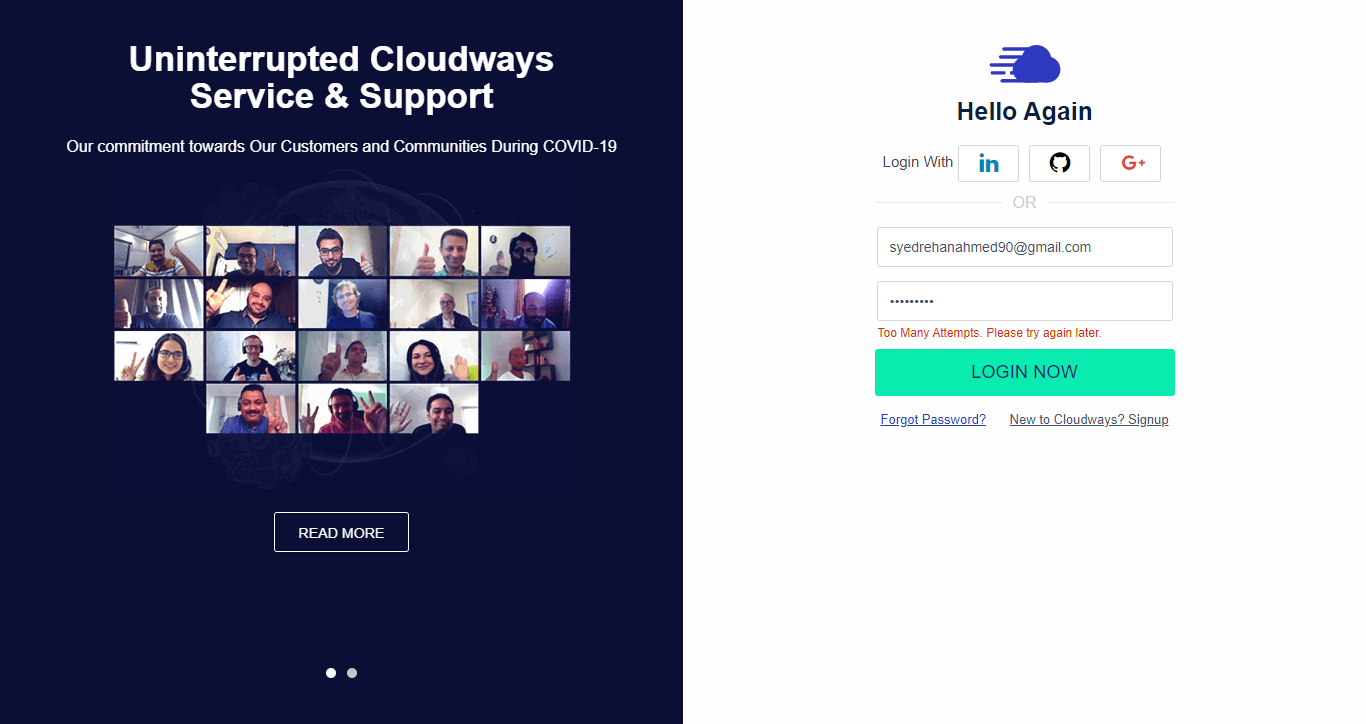 Uninterrupted Cloudways
Service & Support
Our commitment towards Our Customers and Communities During COVID-19
READ MORE
Hello Again
Login With in G+
OR
syedrehanahmed90@gmail.com
•••••••••
Too Many Attempts. Please try again later.
LOGIN NOW
Forgot Password? New to Cloudways? Signup